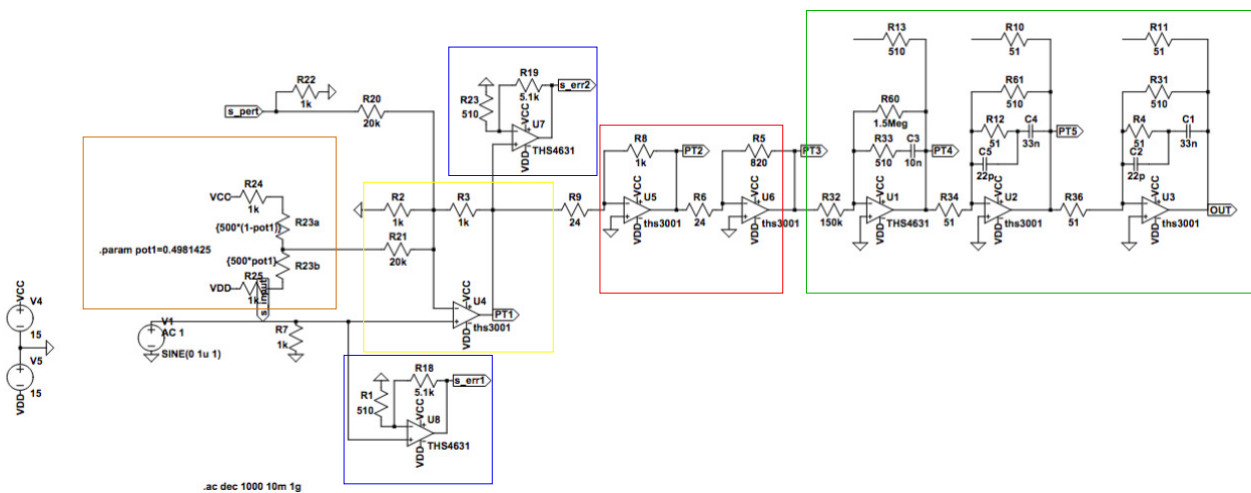 R13
510
R10
51
R11
51
R22
1k
s_pert
R20
20k
R19
5.1k
s_err2
R23
510
VCC
U7
VDD
THS4631
R60
1.5Meg
R61
510
R31
510
R33
510
C3
10n
PT4
R12
51
C4
33n
PT5
C5
22p
R4
51
C1
33n
C2
22p
R8
1k
PT2
R5
820
PT3
R24
VCC
1k
R23a
{500*(1-pot1)}
.param pot1=0.4981425
{500*pot1}
R23b
R25
VDD
1k
s_input
R2
1k
R3
1k
R21
20k
R9
24
VCC
U5
VDD
ths3001
R6
24
VCC
U6
VDD
ths3001
R32
150k
VCC
U1
VDD
THS4631
R34
51
VCC
U2
VDD
ths3001
R36
51
VCC
U3
VDD
ths3001
OUT
VCC
U4
PT1
VDD
ths3001
V4
VCC
15
V5
VDD
15
V1
AC 1
SINE(0 1u 1)
R7
1k
R18
5.1k
s_err1
R1
510
VCC
U8
VDD
THS4631
.ac dec 1000 10m 1g